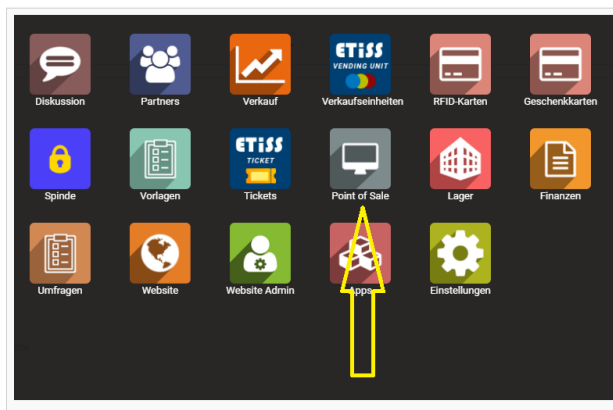 ETISS
VENDING UNIT
Diskussion
Partners
Verkauf
Verkaufseinheiten
RFID-Karten
Geschenkkarten
ETISS
TICKET
Spinde
Vorlagen
Tickets
Point of Sale
Lager
Finanzen
Umfragen
Website
Website Admin
Apps
Einstellungen